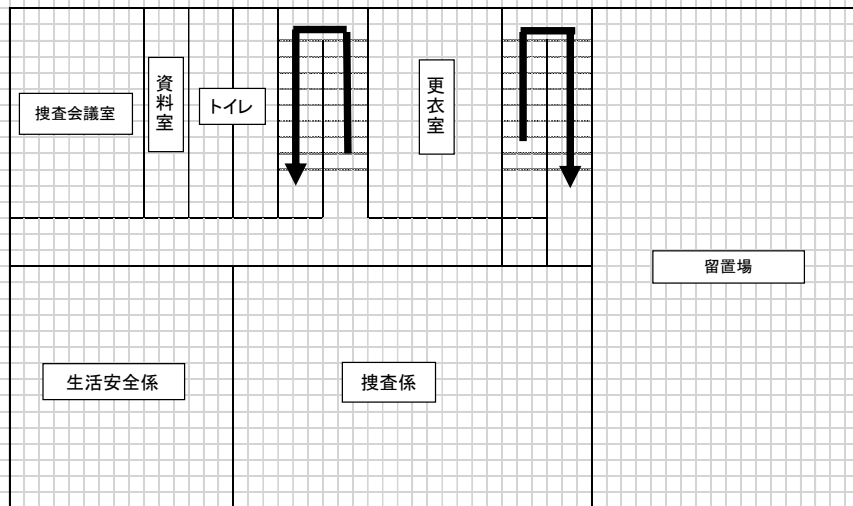 捜査会議室
資料室
トイレ
更衣室
留置場
生活安全係
捜査係